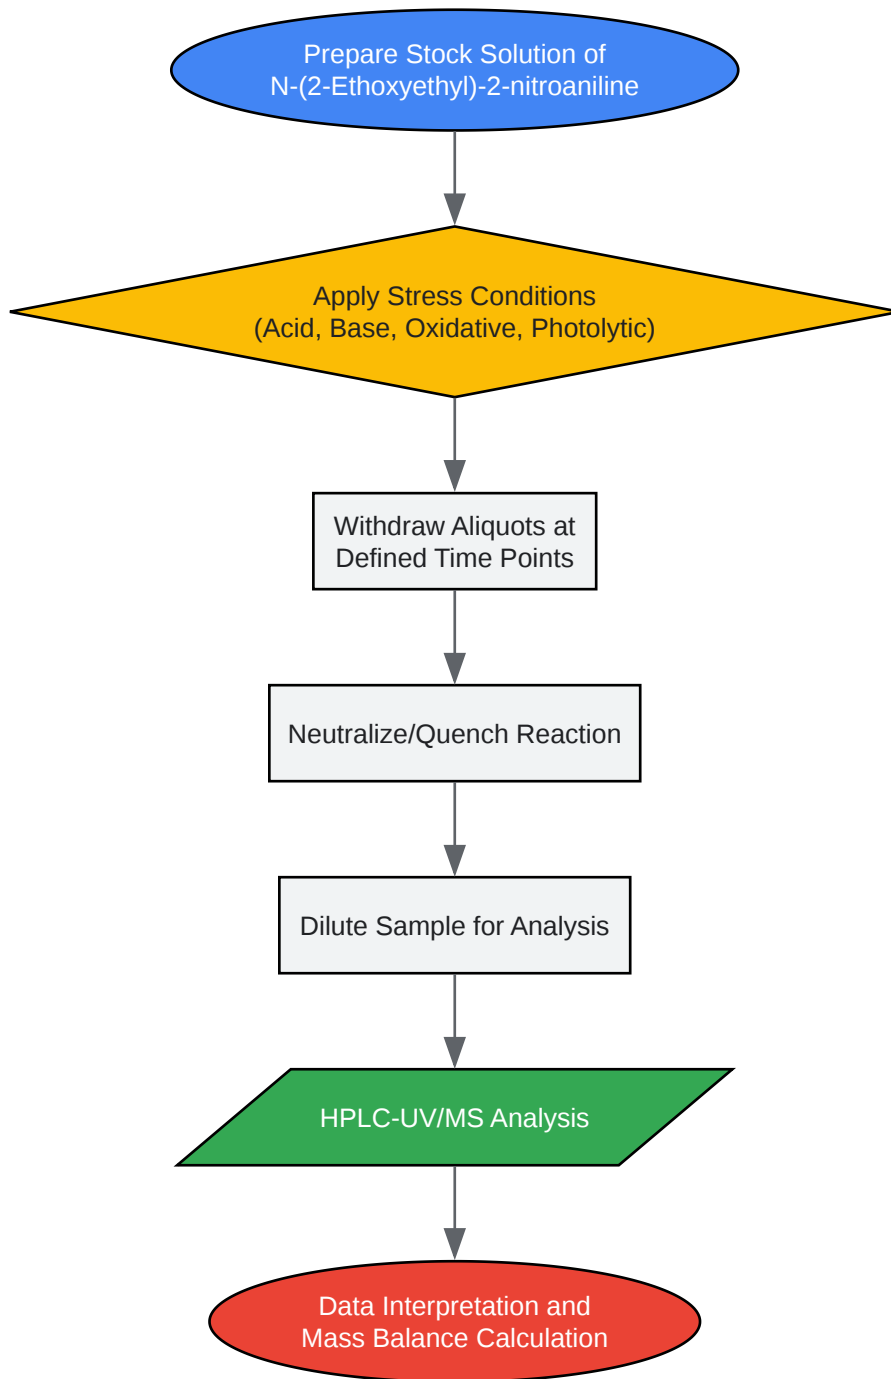 Prepare Stock Solution of
N-(2-Ethoxyethyl)-2-nitroaniline
Apply Stress Conditions
(Acid, Base, Oxidative, Photolytic)
Withdraw Aliquots at
Defined Time Points
Neutralize/Quench Reaction
Dilute Sample for Analysis
HPLC-UV/MS Analysis
Data Interpretation and
Mass Balance Calculation